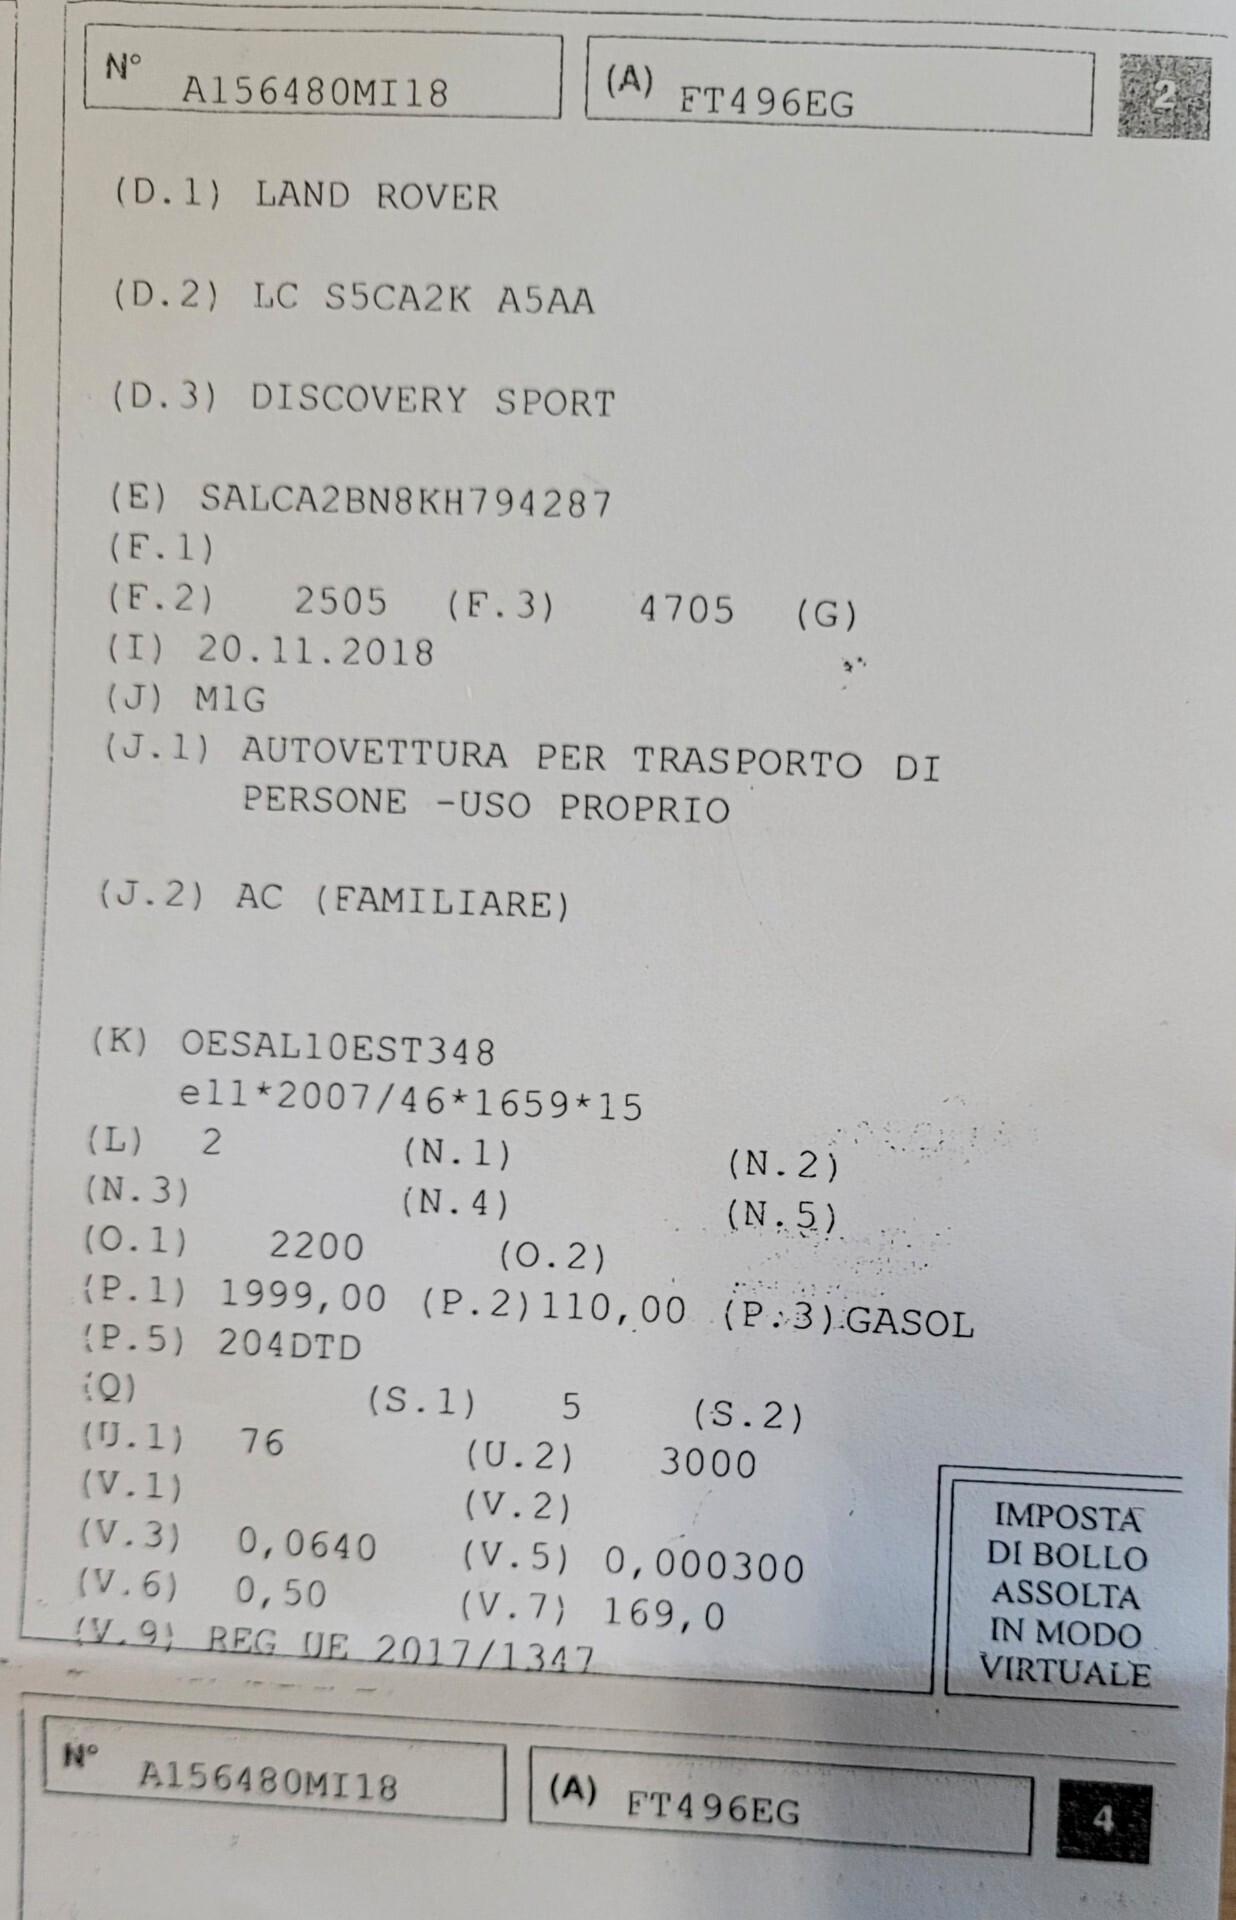 N° A156480MI18 (A) FT496EG 2
(D.1) LAND ROVER
(D.2) LC S5CA2K A5AA
(D.3) DISCOVERY SPORT
(E) SALCA2BN8KH794287
(F.1)
(F.2) 2505 (F.3) 4705 (G)
(I) 20.11.2018
(J) M1G
(J.1) AUTOVETTURA PER TRASPORTO DI
PERSONE -USO PROPRIO
(J.2) AC (FAMILIARE)
(K) OESAL10EST348
e11*2007/46*1659*15
(L) 2 (N.1) (N.2)
(N.3) (N.4) (N.5)
(O.1) 2200 (O.2)
(P.1) 1999,00 (P.2)110,00 (P.3) GASOL
(P.5) 204DTD
(Q) (S.1) 5 (S.2)
(U.1) 76 (U.2) 3000
(V.1) (V.2)
(V.3) 0,0640 (V.5) 0,000300
(V.6) 0,50 (V.7) 169,0
(V.9) REG UE 2017/1347
IMPOSTA
DI BOLLO
ASSOLTA
IN MODO
VIRTUALE
N° A156480MI18 (A) FT496EG 4